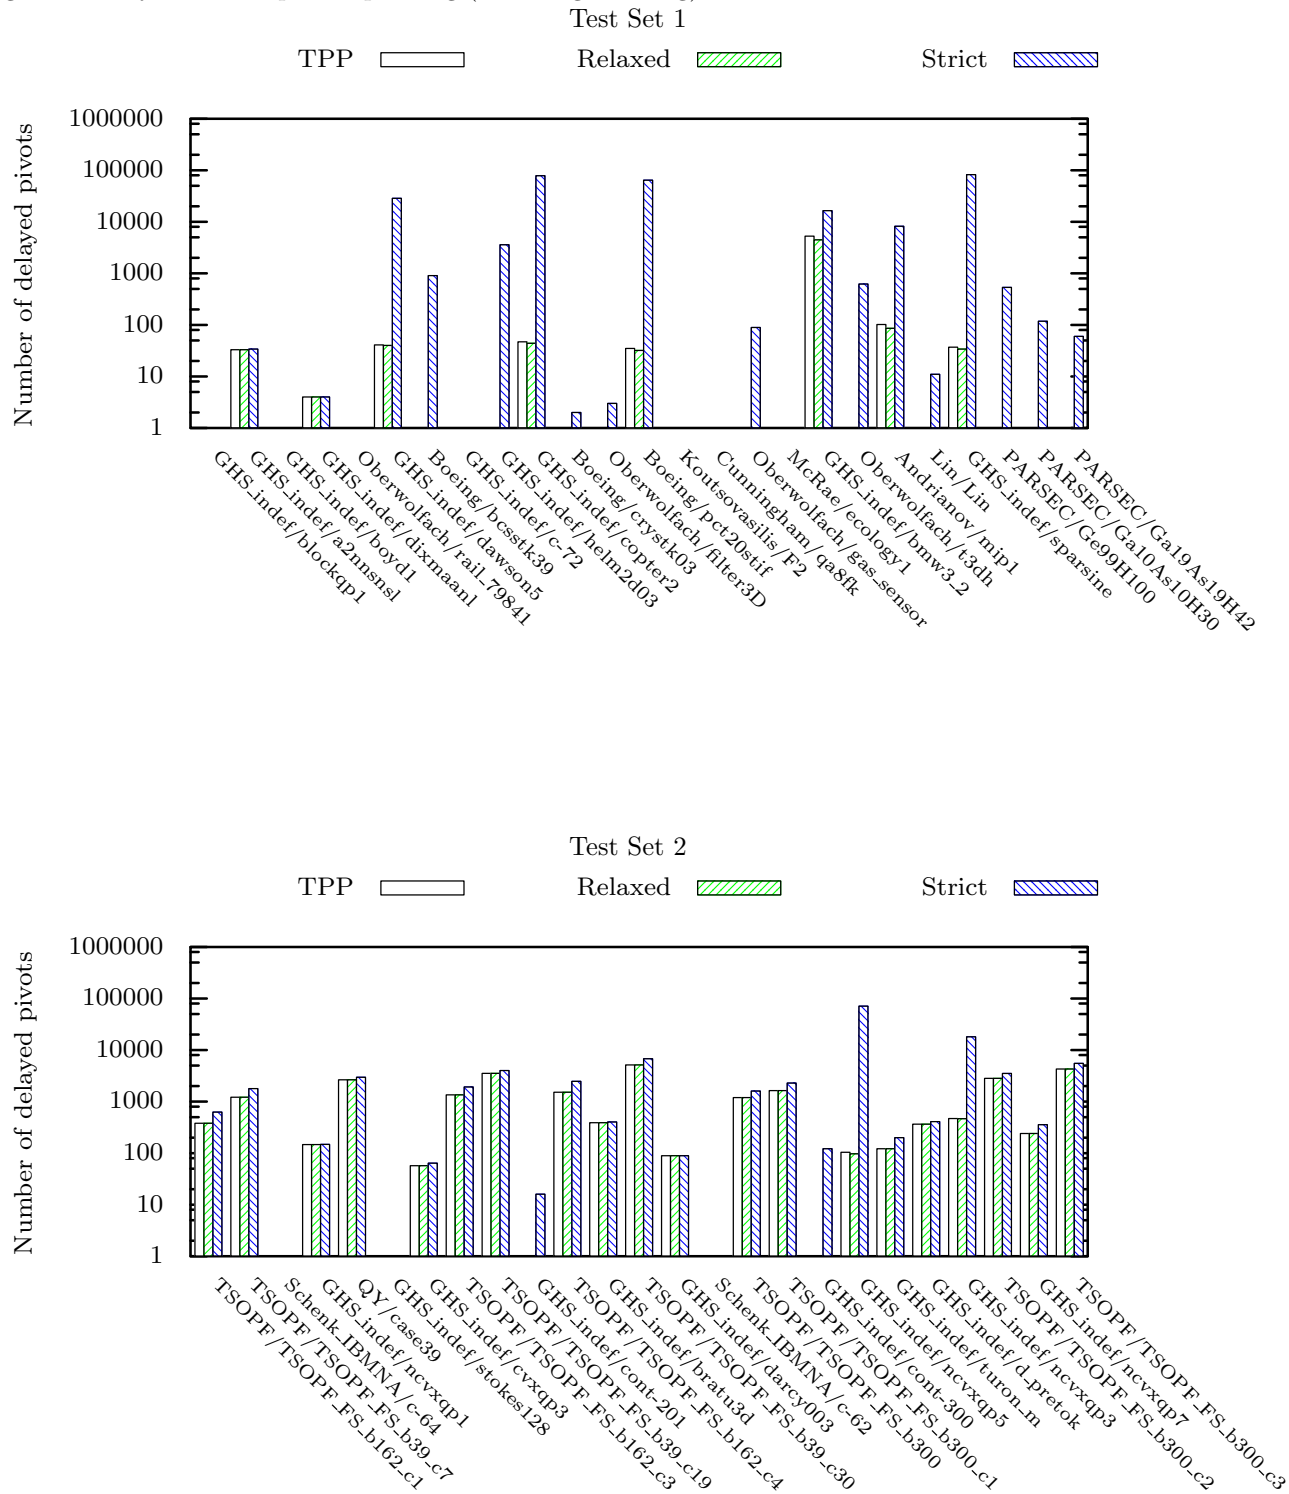 Test Set 1
TPP Relaxed Strict
Number of delayed pivots
1000000
100000
10000
1000
100
10
1
GHS_indef/blockqp1
GHS_indef/a2nnsnsl
GHS_indef/boyd1
GHS_indef/dixmaanl
Oberwolfach/rail_79841
GHS_indef/dawson5
Boeing/bcsstk39
GHS_indef/c-72
GHS_indef/helm2d03
GHS_indef/copter2
Boeing/crystk03
Oberwolfach/filter3D
Boeing/pct20stif
Koutsovasilis/F2
Cunningham/qa8fk
Oberwolfach/gas_sensor
McRae/ecology1
GHS_indef/bmw3_2
Oberwolfach/t3dh
Andrianov/mip1
Lin/Lin
GHS_indef/sparsine
PARSEC/Ge99H100
PARSEC/Ga10As10H30
PARSEC/Ga19As19H42
Test Set 2
TPP Relaxed Strict
Number of delayed pivots
1000000
100000
10000
1000
100
10
1
TSOPF/TSOPF_FS_b162_c1
TSOPF/TSOPF_FS_b39_c7
Schenk_IBMNA/c-64
GHS_indef/ncvxqp1
QY/case39
GHS_indef/stokes128
GHS_indef/cvxqp3
TSOPF/TSOPF_FS_b162_c3
TSOPF/TSOPF_FS_b39_c19
GHS_indef/cont-201
TSOPF/TSOPF_FS_b162_c4
GHS_indef/bratu3d
TSOPF/TSOPF_FS_b39_c30
GHS_indef/darcy003
Schenk_IBMNA/c-62
TSOPF/TSOPF_FS_b300
TSOPF/TSOPF_FS_b300_c1
GHS_indef/cont-300
GHS_indef/ncvxqp5
GHS_indef/turon_m
GHS_indef/d_pretok
GHS_indef/ncvxqp3
TSOPF/TSOPF_FS_b300_c2
GHS_indef/ncvxqp7
TSOPF/TSOPF_FS_b300_c3